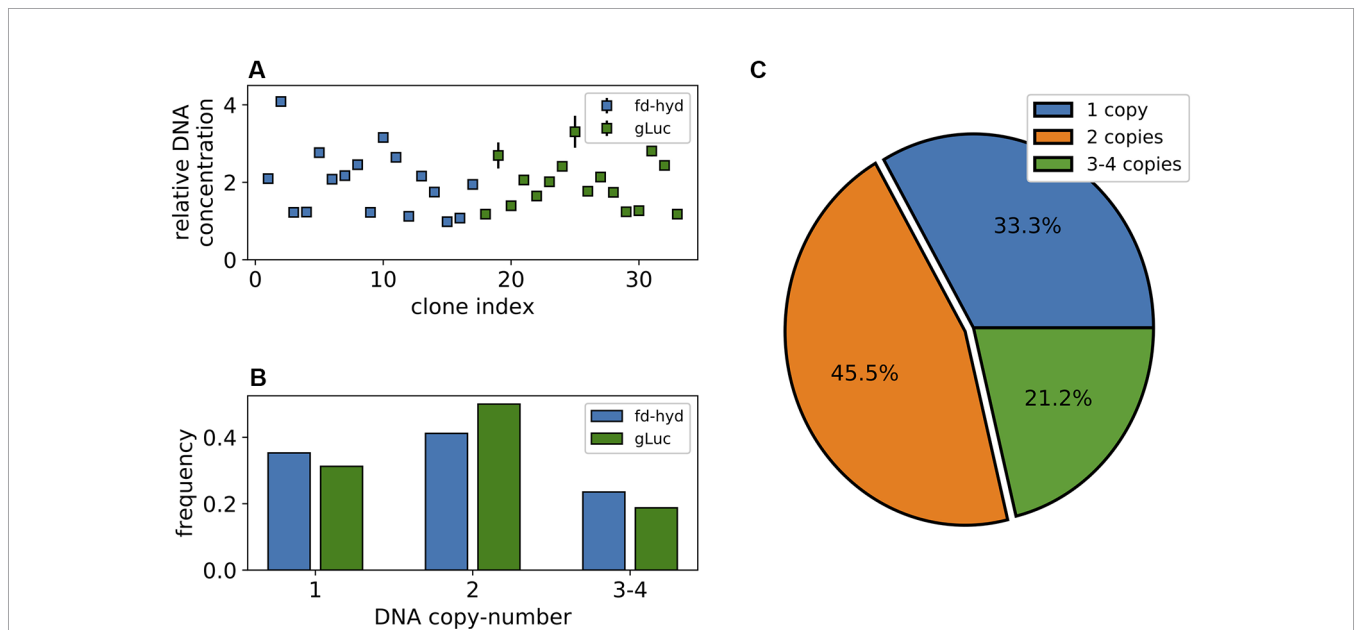 A
relative DNA
concentration
4
2
0
fd-hyd
gLuc
0 10 20 30
clone index
B
frequency
0.4
0.2
0.0
fd-hyd
gLuc
1 2 3-4
DNA copy-number
C
1 copy
2 copies
3-4 copies
33.3%
45.5%
21.2%